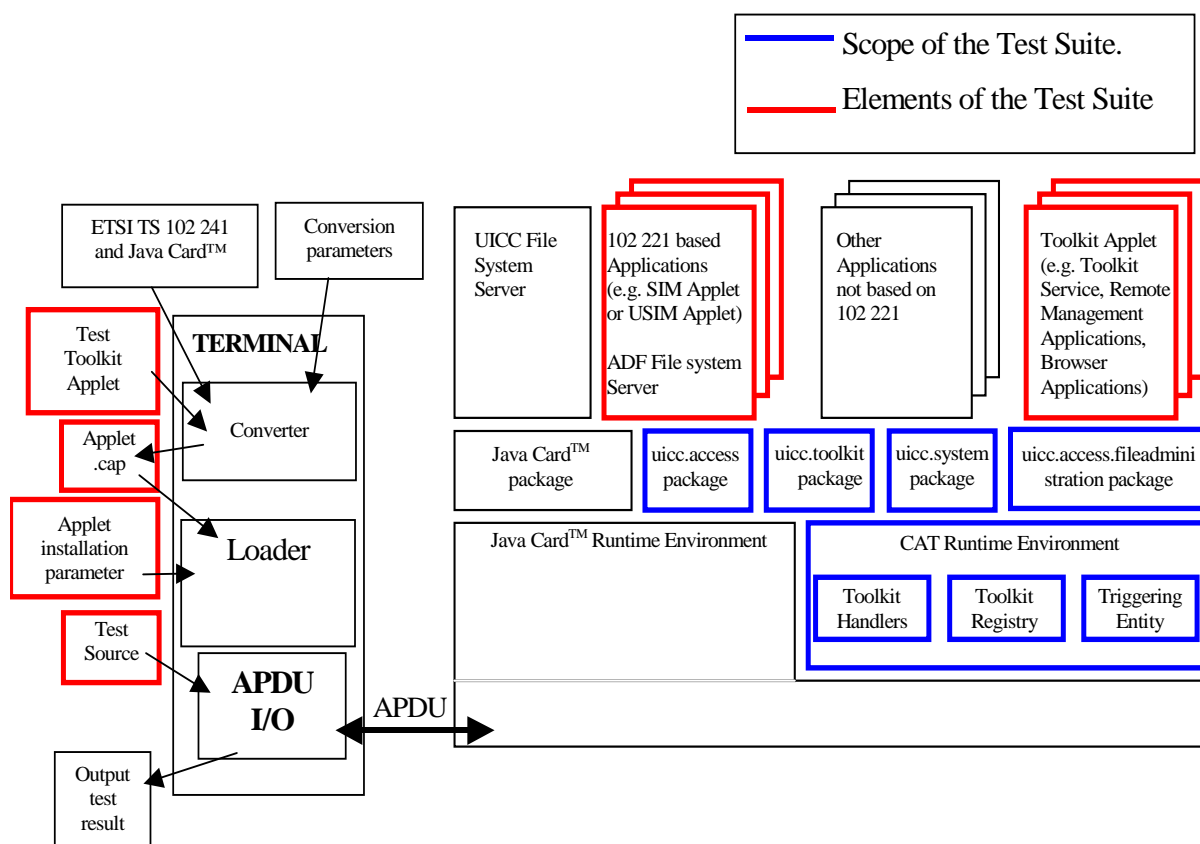 Scope of the Test Suite.
Elements of the Test Suite
ETSI TS 102 241
and Java Card™
Conversion
parameters
Test
Toolkit
Applet
Applet
.cap
Applet
installation
parameter
Test
Source
TERMINAL
Converter
Loader
APDU
I/O
Output
test
result
APDU
UICC File
System
Server
102 221 based
Applications
(e.g. SIM Applet
or USIM Applet)
ADF File system
Server
Other
Applications
not based on
102 221
Toolkit Applet
(e.g. Toolkit
Service, Remote
Management
Applications,
Browser
Applications)
Java Card™
package
uicc.access
package
uicc.toolkit
package
uicc.system
package
uicc.access.fileadmini
stration package
Java Card™ Runtime Environment
CAT Runtime Environment
Toolkit
Handlers
Toolkit
Registry
Triggering
Entity